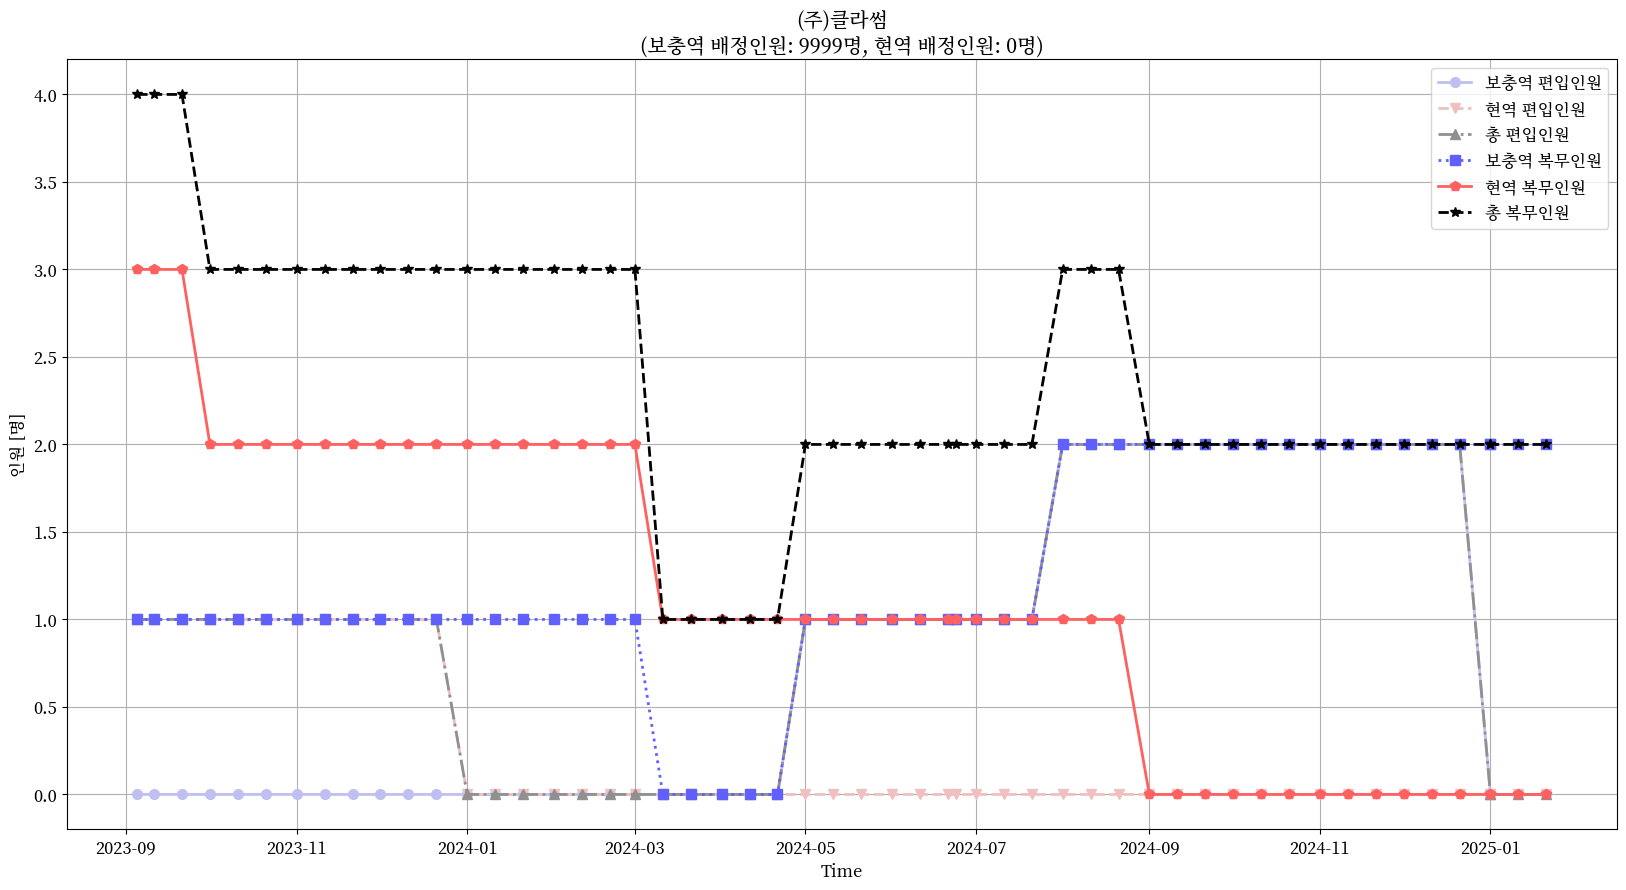 (주)클라썸
(보충역 배정인원: 9999명, 현역 배정인원: 0명)
보충역 편입인원
현역 편입인원
총 편입인원
보충역 복무인원
현역 복무인원
총 복무인원
인원 [명]
4.0
3.5
3.0
2.5
2.0
1.5
1.0
0.5
0.0
2023-09 2023-11 2024-01 2024-03 2024-05 2024-07 2024-09 2024-11 2025-01
Time